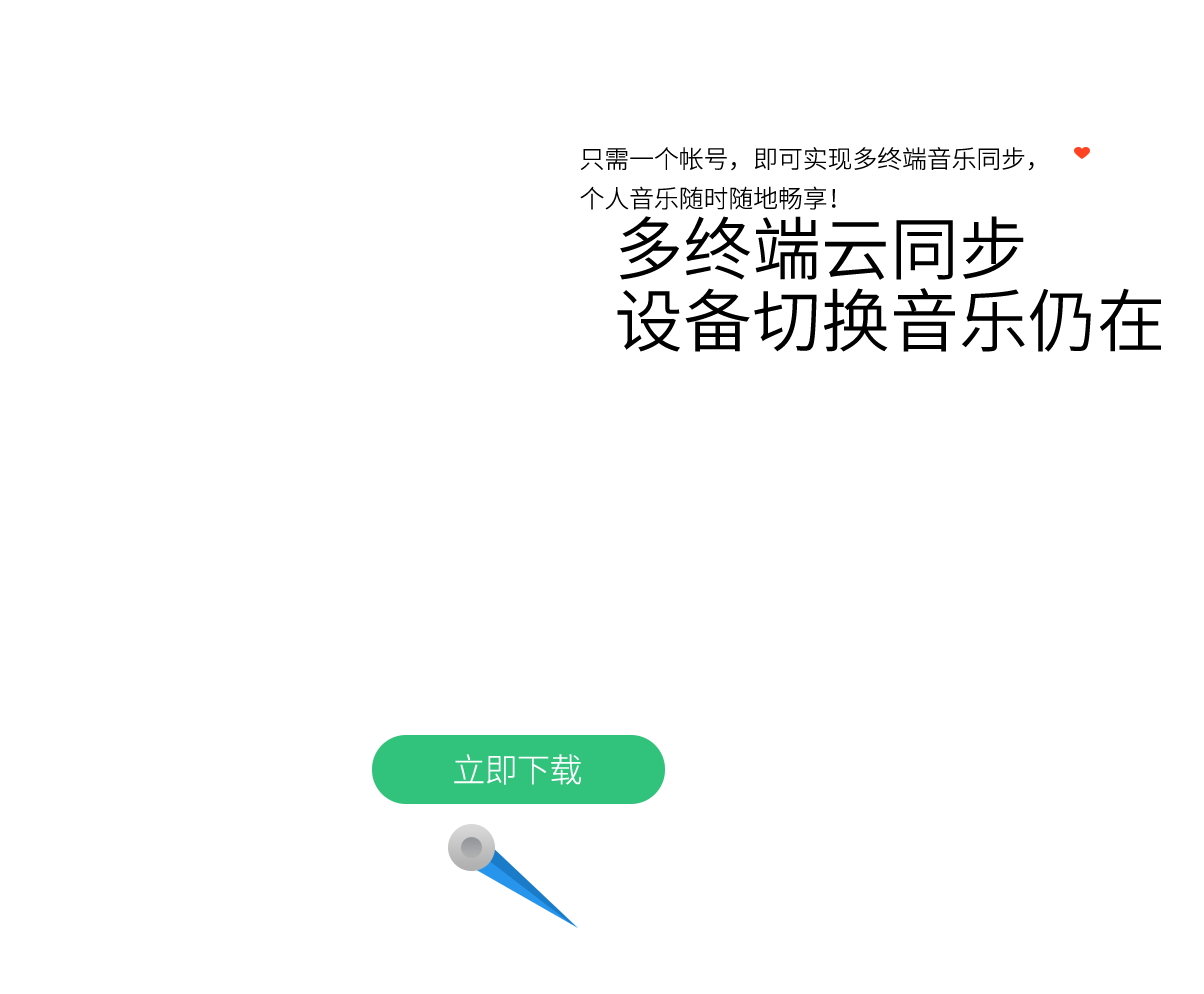 只需一个帐号，即可实现多终端音乐同步，
个人音乐随时随地畅享！
多终端云同步
设备切换音乐仍在
立即下载